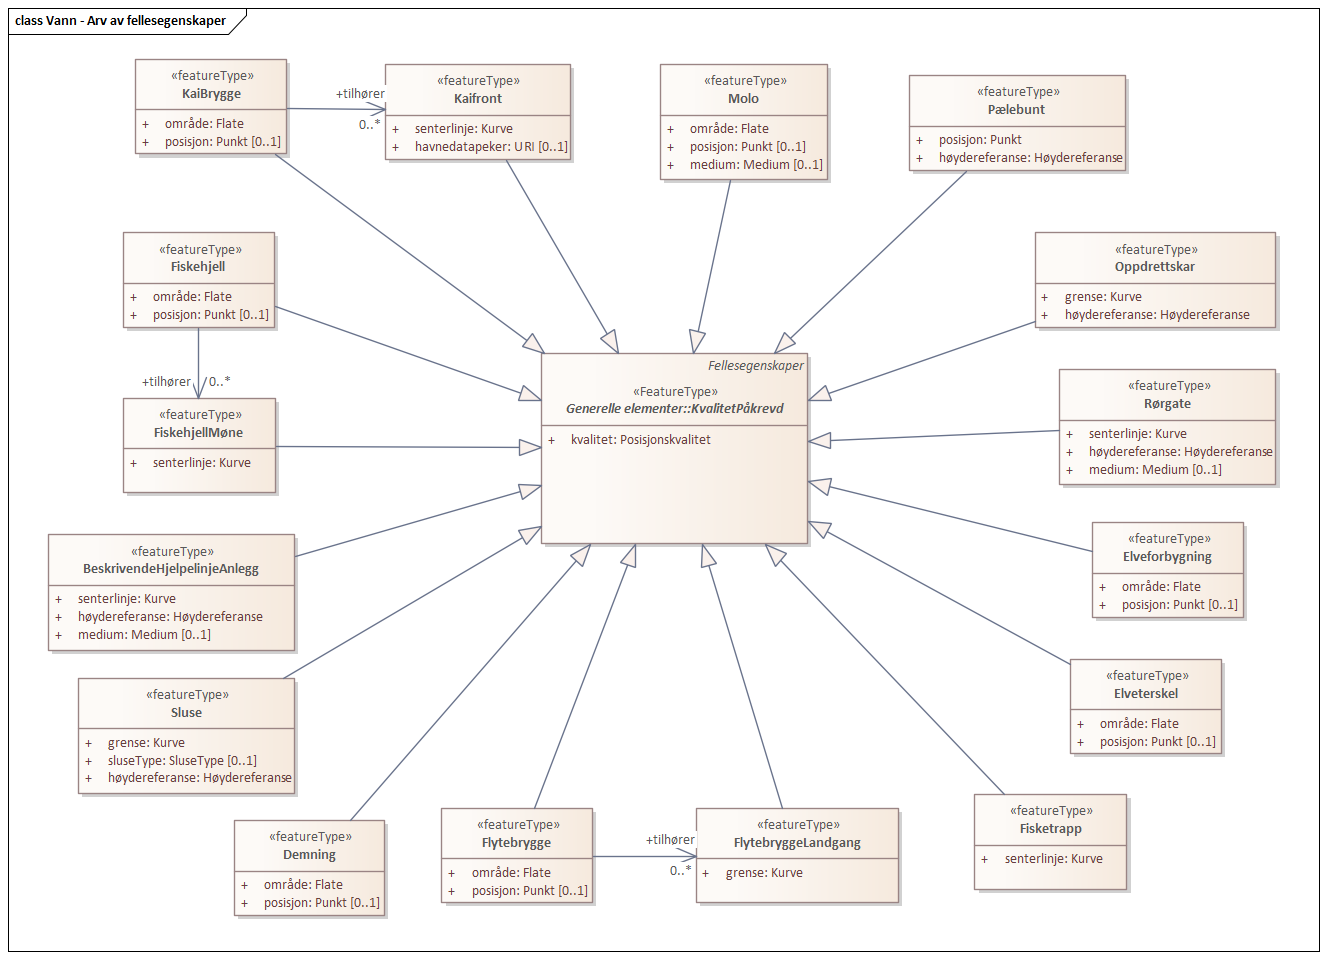 class Vann - Arv av fellesegenskaper
«featureType»
KaiBrygge
+ område: Flate
+ posisjon: Punkt [0..1]
+tilhører
0..*
«featureType»
Kaifront
+ senterlinje: Kurve
+ havnedatapeker: URI [0..1]
«featureType»
Molo
+ område: Flate
+ posisjon: Punkt [0..1]
+ medium: Medium [0..1]
«featureType»
Pælebunt
+ posisjon: Punkt
+ høydereferanse: Høydereferanse
«featureType»
Fiskehjell
+ område: Flate
+ posisjon: Punkt [0..1]
+tilhører
0..*
«featureType»
Oppdrettskar
+ grense: Kurve
+ høydereferanse: Høydereferanse
Fellesegenskaper
«FeatureType»
Generelle elementer::KvalitetPåkrevd
+ kvalitet: Posisjonskvalitet
«featureType»
FiskehjellMøne
+ senterlinje: Kurve
«featureType»
Rørgate
+ senterlinje: Kurve
+ høydereferanse: Høydereferanse
+ medium: Medium [0..1]
«featureType»
BeskrivendeHjelpelinjeAnlegg
+ senterlinje: Kurve
+ høydereferanse: Høydereferanse
+ medium: Medium [0..1]
«featureType»
Elveforbygning
+ område: Flate
+ posisjon: Punkt [0..1]
«featureType»
Sluse
+ grense: Kurve
+ sluseType: SluseType [0..1]
+ høydereferanse: Høydereferanse
«featureType»
Elveterskel
+ område: Flate
+ posisjon: Punkt [0..1]
«featureType»
Demning
+ område: Flate
+ posisjon: Punkt [0..1]
«featureType»
Flytebrygge
+ område: Flate
+ posisjon: Punkt [0..1]
+tilhører
0..*
«featureType»
FlytebryggeLandgang
+ grense: Kurve
«featureType»
Fisketrapp
+ senterlinje: Kurve